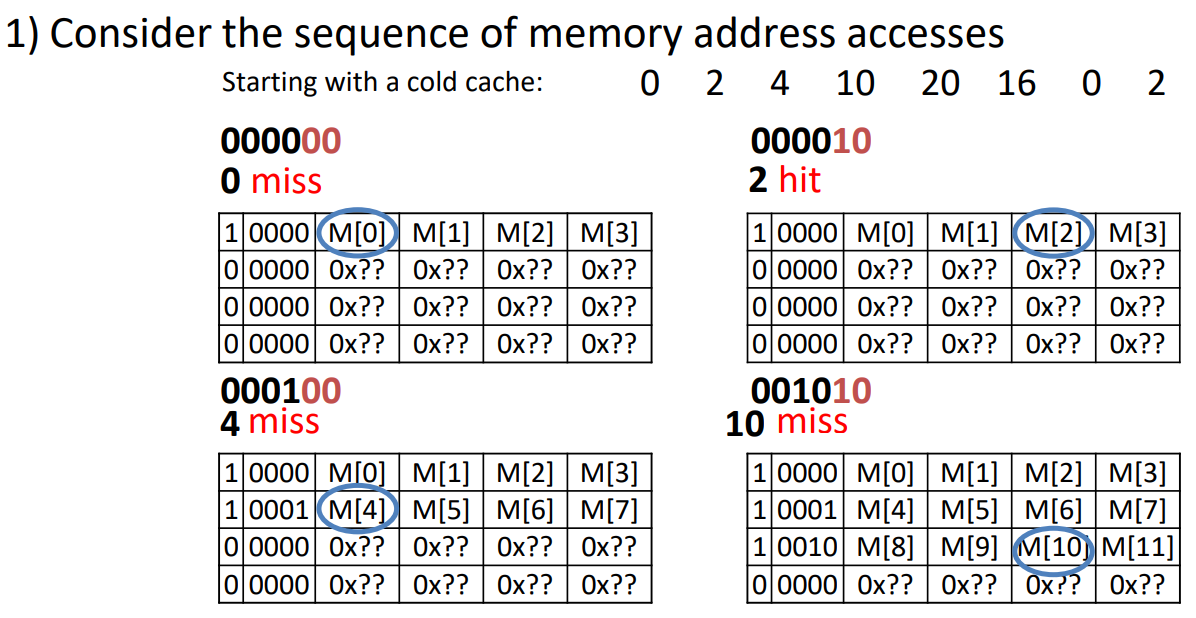 1) Consider the sequence of memory address accesses
Starting with a cold cache: 0 2 4 10 20 16 0 2
000000
0 miss
1 0000 M[0] M[1] M[2] M[3]
0 0000 0x?? 0x?? 0x?? 0x??
0 0000 0x?? 0x?? 0x?? 0x??
0 0000 0x?? 0x?? 0x?? 0x??
000010
2 hit
1 0000 M[0] M[1] M[2] M[3]
0 0000 0x?? 0x?? 0x?? 0x??
0 0000 0x?? 0x?? 0x?? 0x??
0 0000 0x?? 0x?? 0x?? 0x??
000100
4 miss
1 0000 M[0] M[1] M[2] M[3]
1 0001 M[4] M[5] M[6] M[7]
0 0000 0x?? 0x?? 0x?? 0x??
0 0000 0x?? 0x?? 0x?? 0x??
001010
10 miss
1 0000 M[0] M[1] M[2] M[3]
1 0001 M[4] M[5] M[6] M[7]
1 0010 M[8] M[9] M[10] M[11]
0 0000 0x?? 0x?? 0x?? 0x??